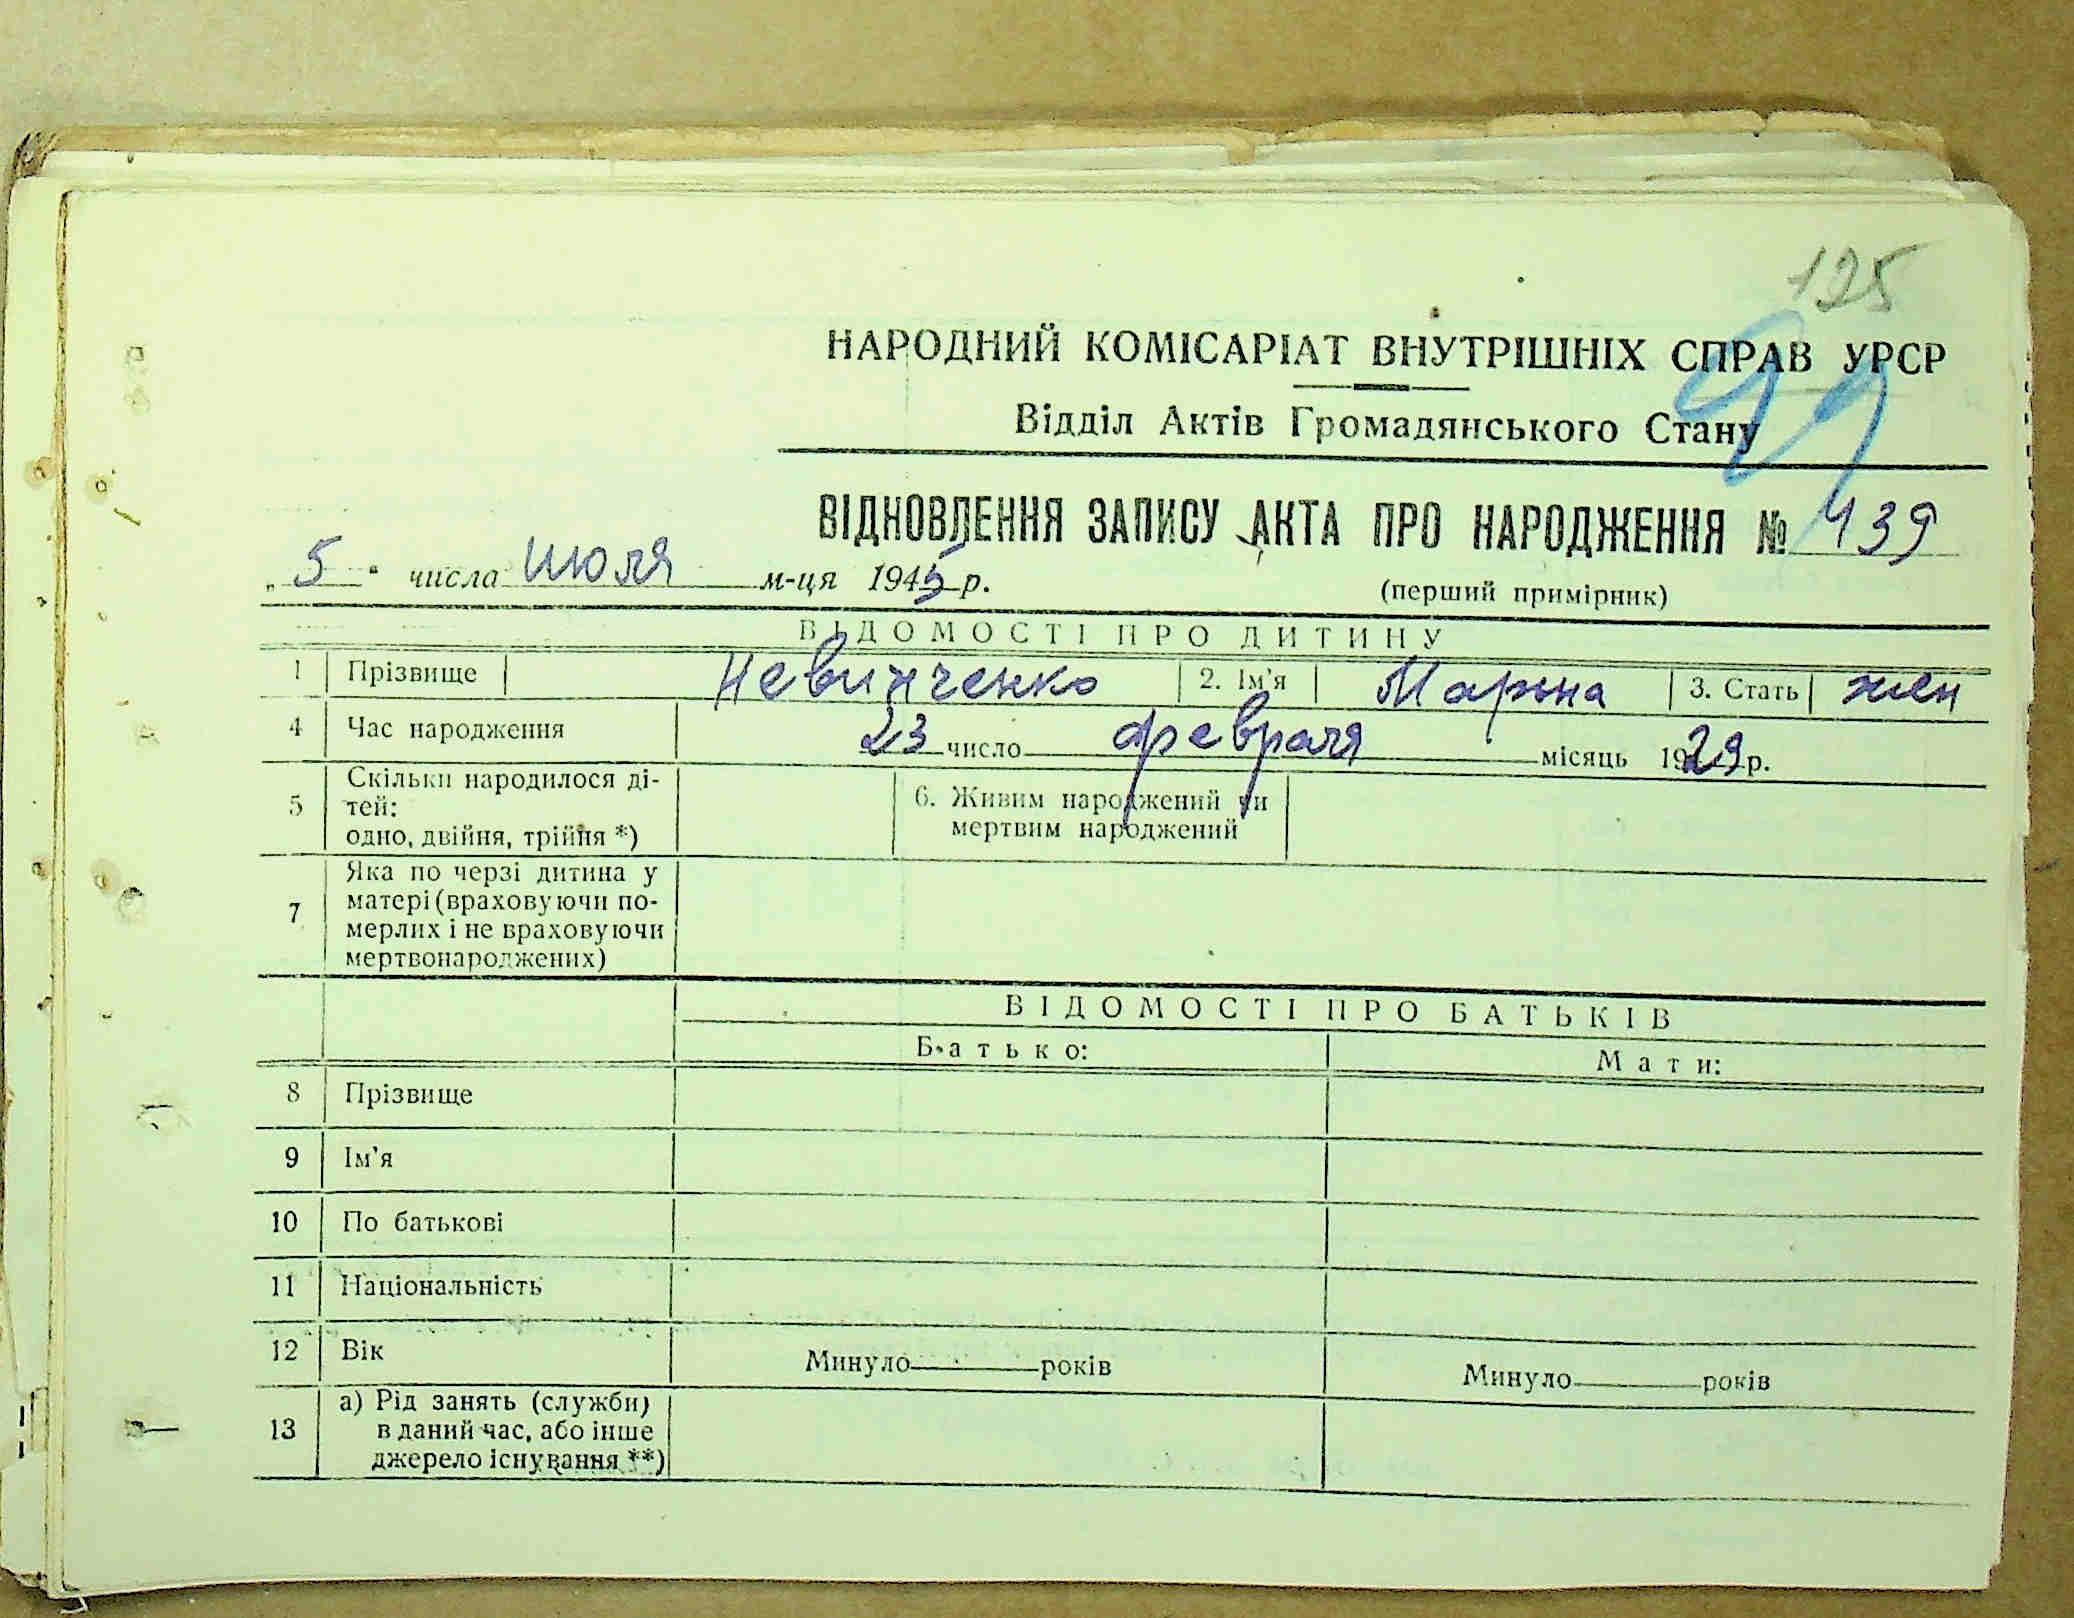 125
99
НАРОДНИЙ КОМІСАРІАТ ВНУТРІШНІХ СПРАВ УРСР
Відділ Актів Громадянського Стану
ВІДНОВЛЕННЯ ЗАПИСУ АКТА ПРО НАРОДЖЕННЯ № 439
„ 5 " числа июля м-ця 1945 р.
(перший примірник)
ВІДОМОСТІ ПРО ДИТИНУ
1 Прізвище Невинченко 2. Ім'я Марина 3. Стать жен
4 Час народження 23 число февраля місяць 1929 р.
5 Скільки народилося ді-
тей:
одно, двійня, трійня *)
6. Живим народжений чи
мертвим народжений
7 Яка по черзі дитина у
матері (враховуючи по-
мерлих і не враховуючи
мертвонароджених)
ВІДОМОСТІ ПРО БАТЬКІВ
Батько: Мати:
8 Прізвище
9 Ім'я
10 По батькові
11 Національність
12 Вік Минуло років Минуло років
13 а) Рід занять (служби)
в даний час, або інше
джерело існування **)